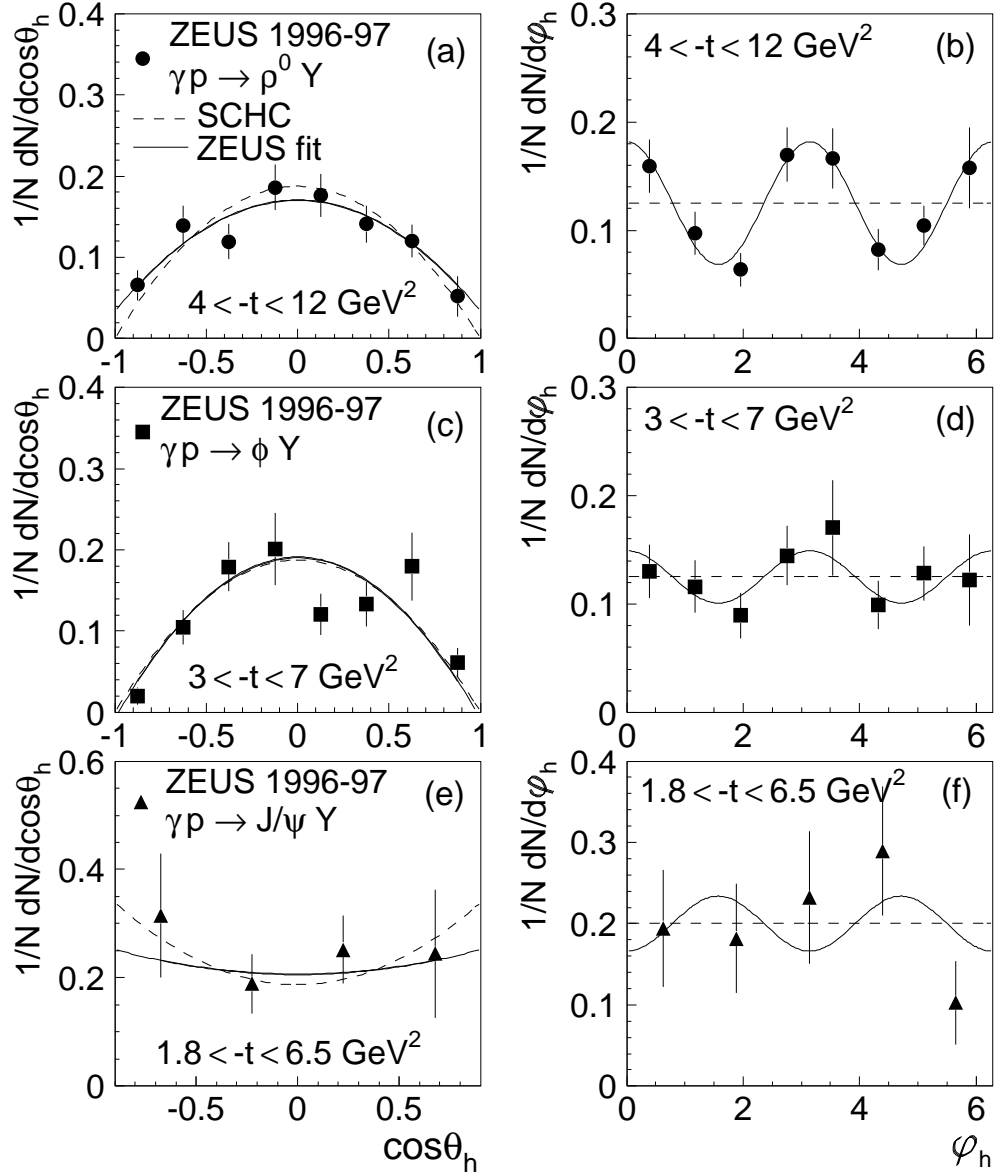 1/N dN/dcosθh
0.4
0.3
0.2
0.1
0
ZEUS 1996-97
γp → ρ⁰ Y
SCHC
ZEUS fit
(a)
4 < -t < 12 GeV²
-1 -0.5 0 0.5 1
1/N dN/dφh
0.3
0.2
0.1
0
4 < -t < 12 GeV²
(b)
0 2 4 6
1/N dN/dcosθh
0.4
0.3
0.2
0.1
0
ZEUS 1996-97
γp → ϕ Y
(c)
3 < -t < 7 GeV²
-1 -0.5 0 0.5 1
1/N dN/dφh
0.3
0.2
0.1
0
3 < -t < 7 GeV²
(d)
0 2 4 6
1/N dN/dcosθh
0.6
0.4
0.2
0
ZEUS 1996-97
γp → J/ψ Y
(e)
1.8 < -t < 6.5 GeV²
-0.5 0 0.5
cosθh
1/N dN/dφh
0.4
0.3
0.2
0.1
0
1.8 < -t < 6.5 GeV²
(f)
0 2 4 6
φh